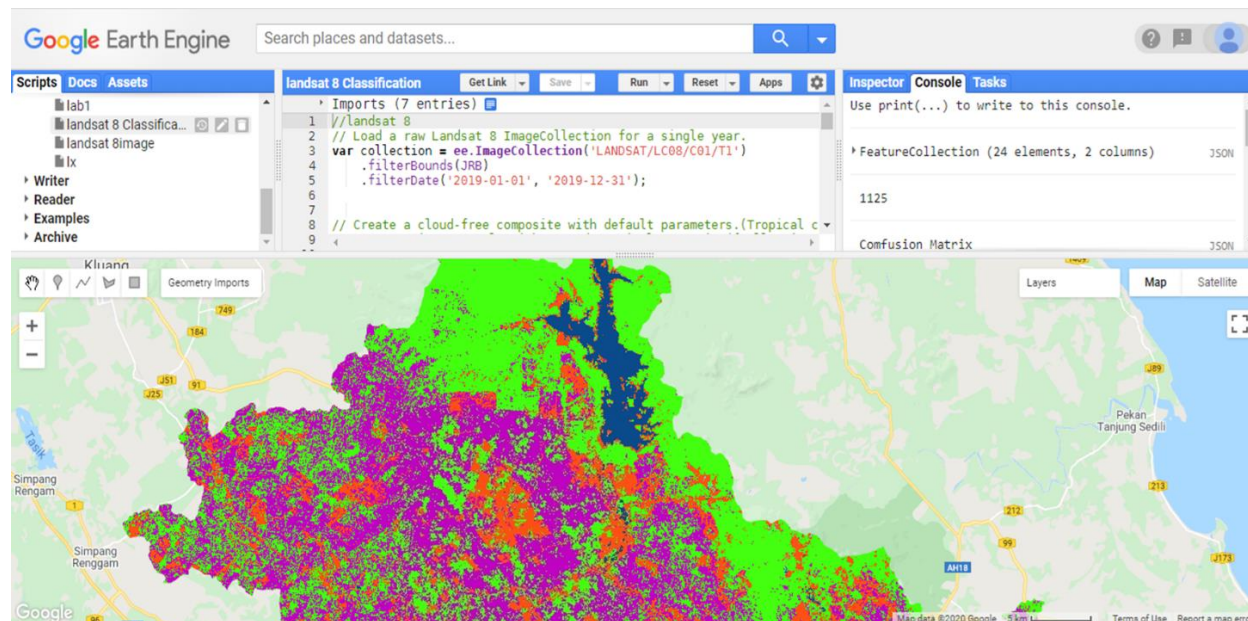 Google Earth Engine
Search places and datasets...
Scripts Docs Assets
lab1
landsat 8 Classifica...
landsat 8image
lx
Writer
Reader
Examples
Archive
landsat 8 Classification
Get Link
Save
Run
Reset
Apps
Imports (7 entries)
1 //landsat 8
2 // Load a raw Landsat 8 ImageCollection for a single year.
3 var collection = ee.ImageCollection('LANDSAT/LC08/C01/T1')
4 .filterBounds(JRB)
5 .filterDate('2019-01-01', '2019-12-31');
6
7
8 // Create a cloud-free composite with default parameters.(Tropical c
9
Inspector Console Tasks
Use print(...) to write to this console.
FeatureCollection (24 elements, 2 columns) JSON
1125
Comfusion Matrix JSON
Kluang
Geometry Imports
Layers
Map
Satellite
749
184
J51
91
J25
J89
Pekan
Tanjung Sedili
Tasik
Simpang
Rengam
1
213
212
Simpang
Renggam
99
AH18
J173
Google
96
Map data ©2020 Google
5 km
Terms of Use
Report a map erro